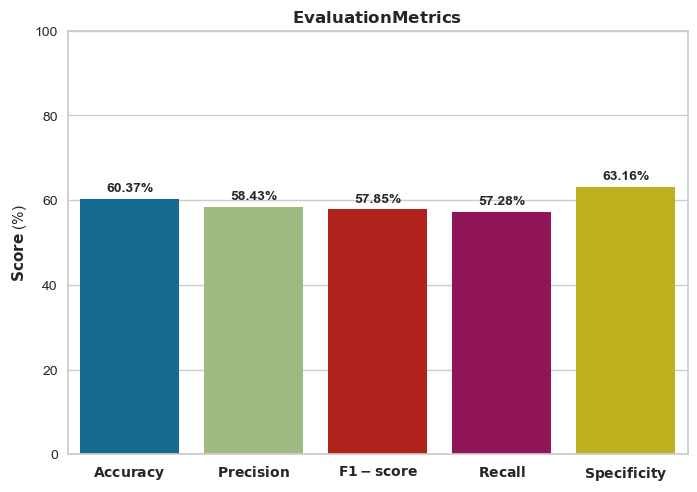 EvaluationMetrics
Score (%)
100
80
60
40
20
0
60.37%
58.43%
57.85%
57.28%
63.16%
Accuracy
Precision
F1 − score
Recall
Specificity